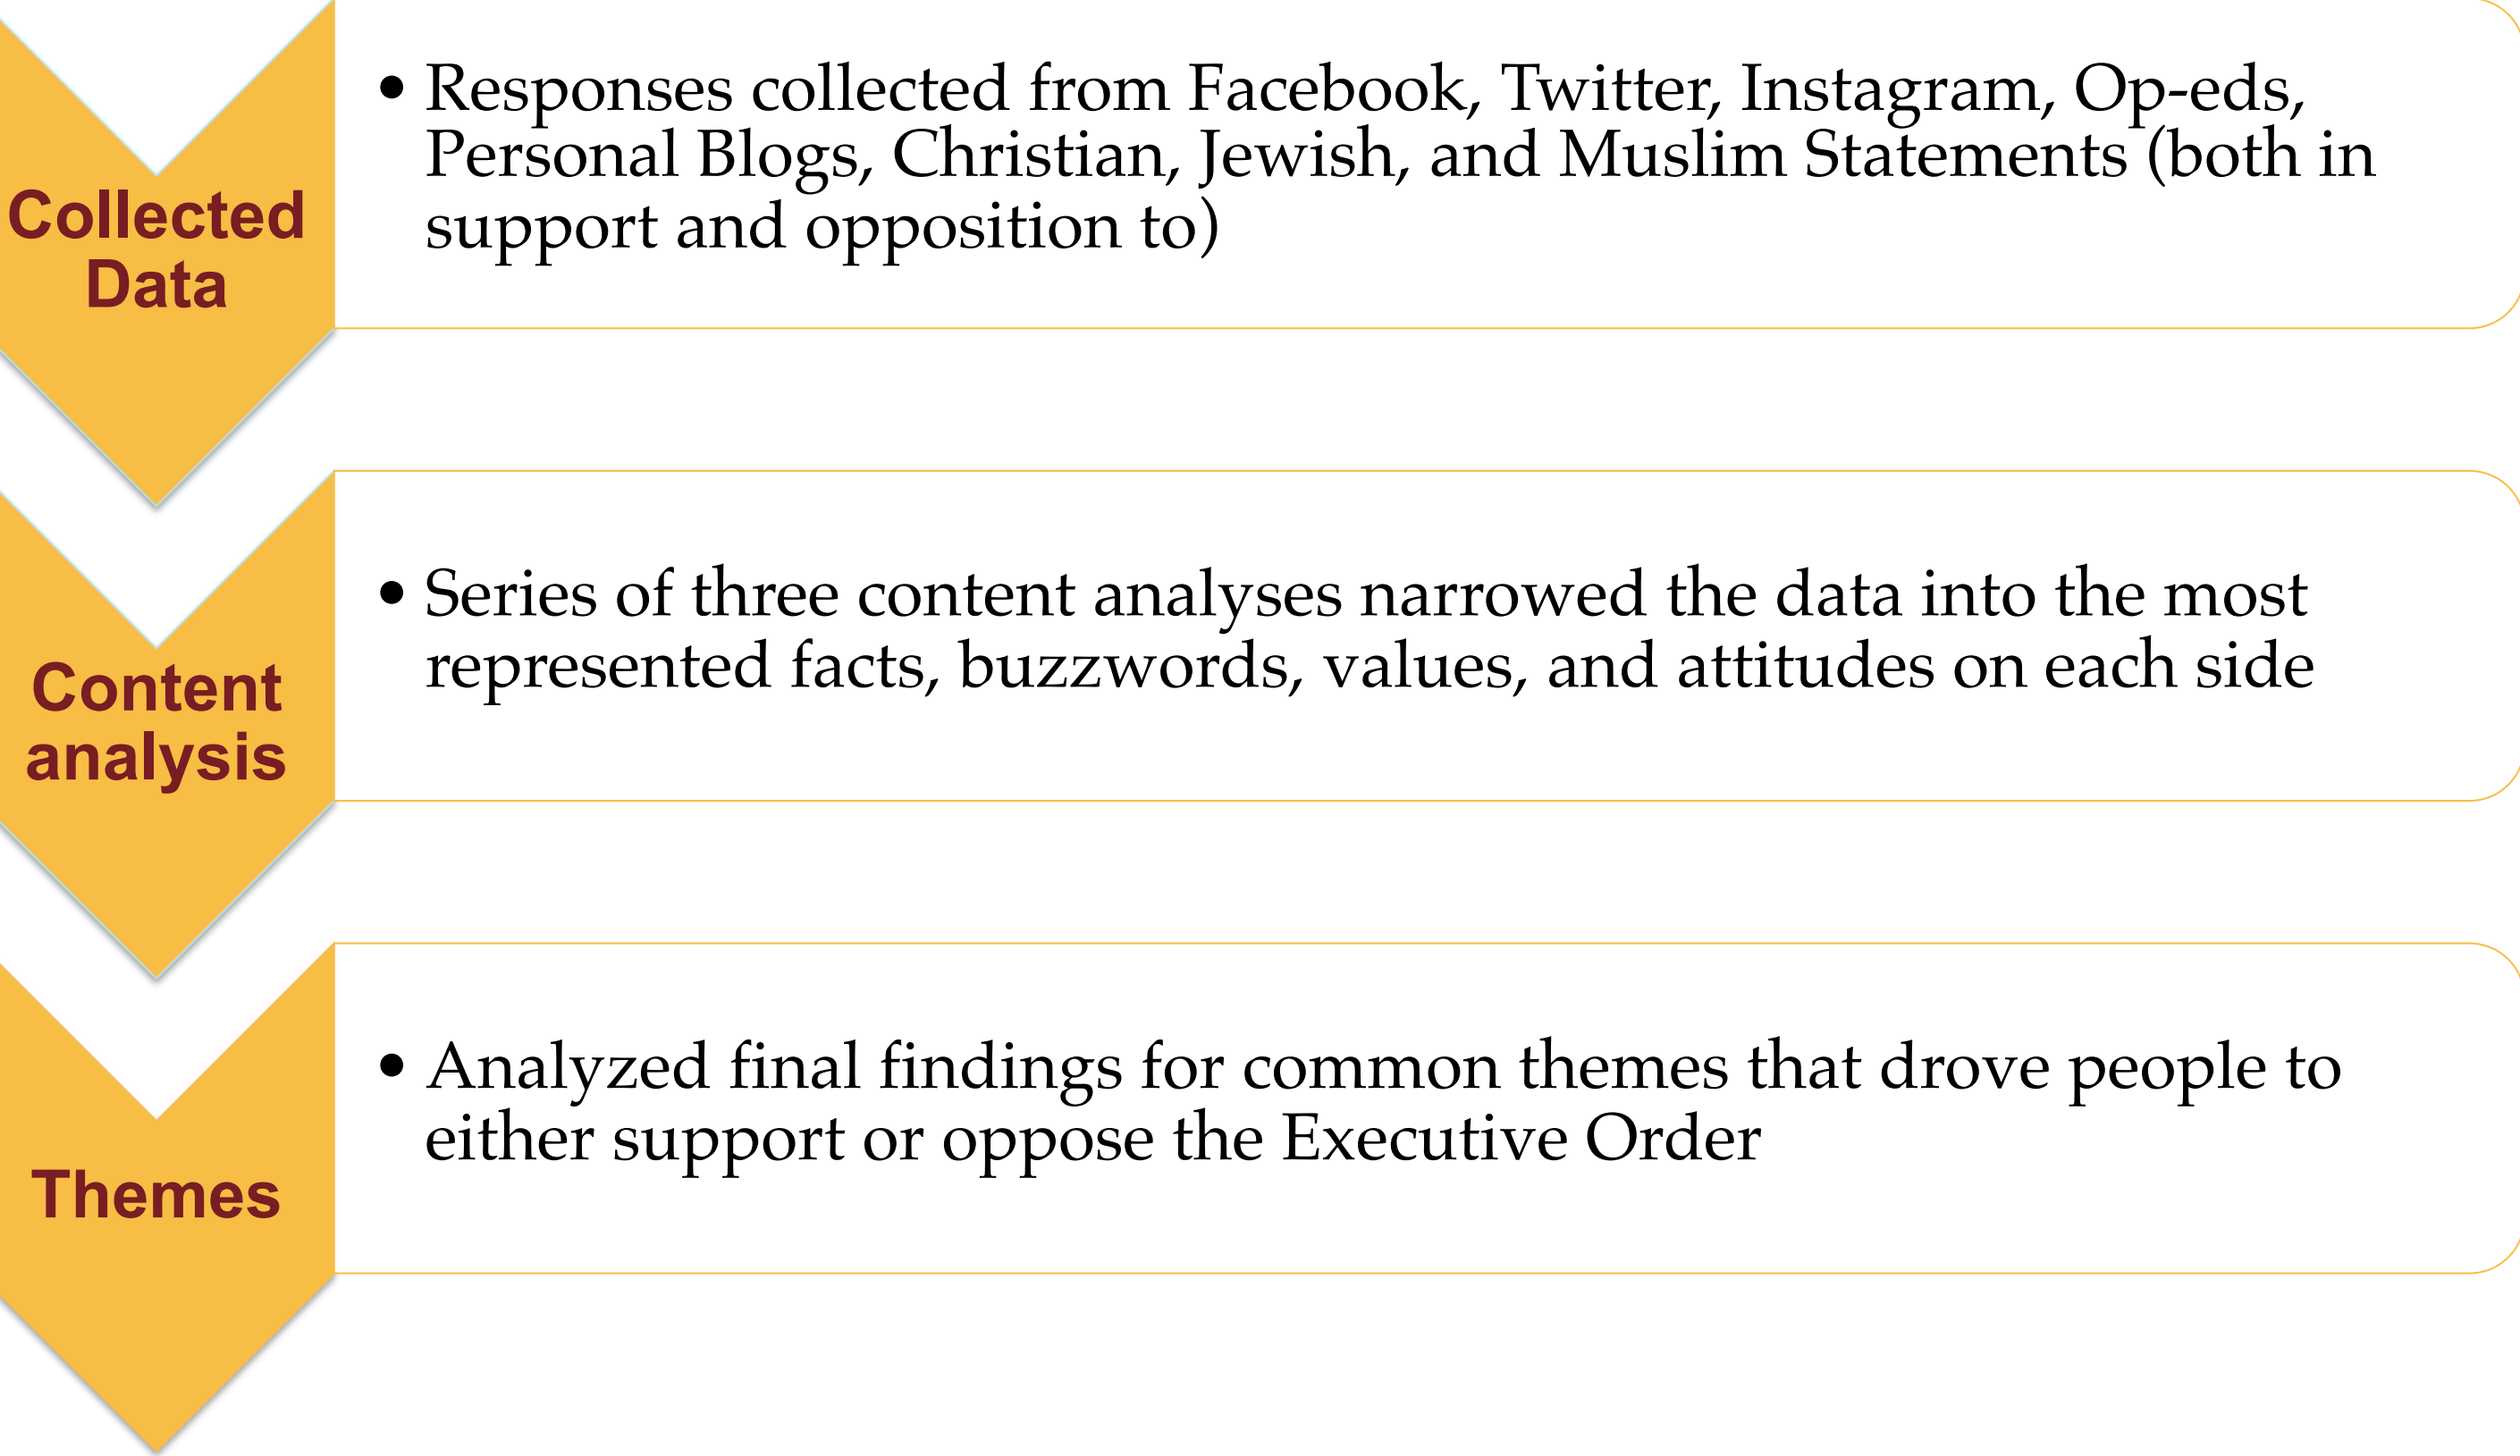 Collected
Data
• Responses collected from Facebook, Twitter, Instagram, Op-eds,
Personal Blogs, Christian, Jewish, and Muslim Statements (both in
support and opposition to)
Content
analysis
• Series of three content analyses narrowed the data into the most
represented facts, buzzwords, values, and attitudes on each side
Themes
• Analyzed final findings for common themes that drove people to
either support or oppose the Executive Order